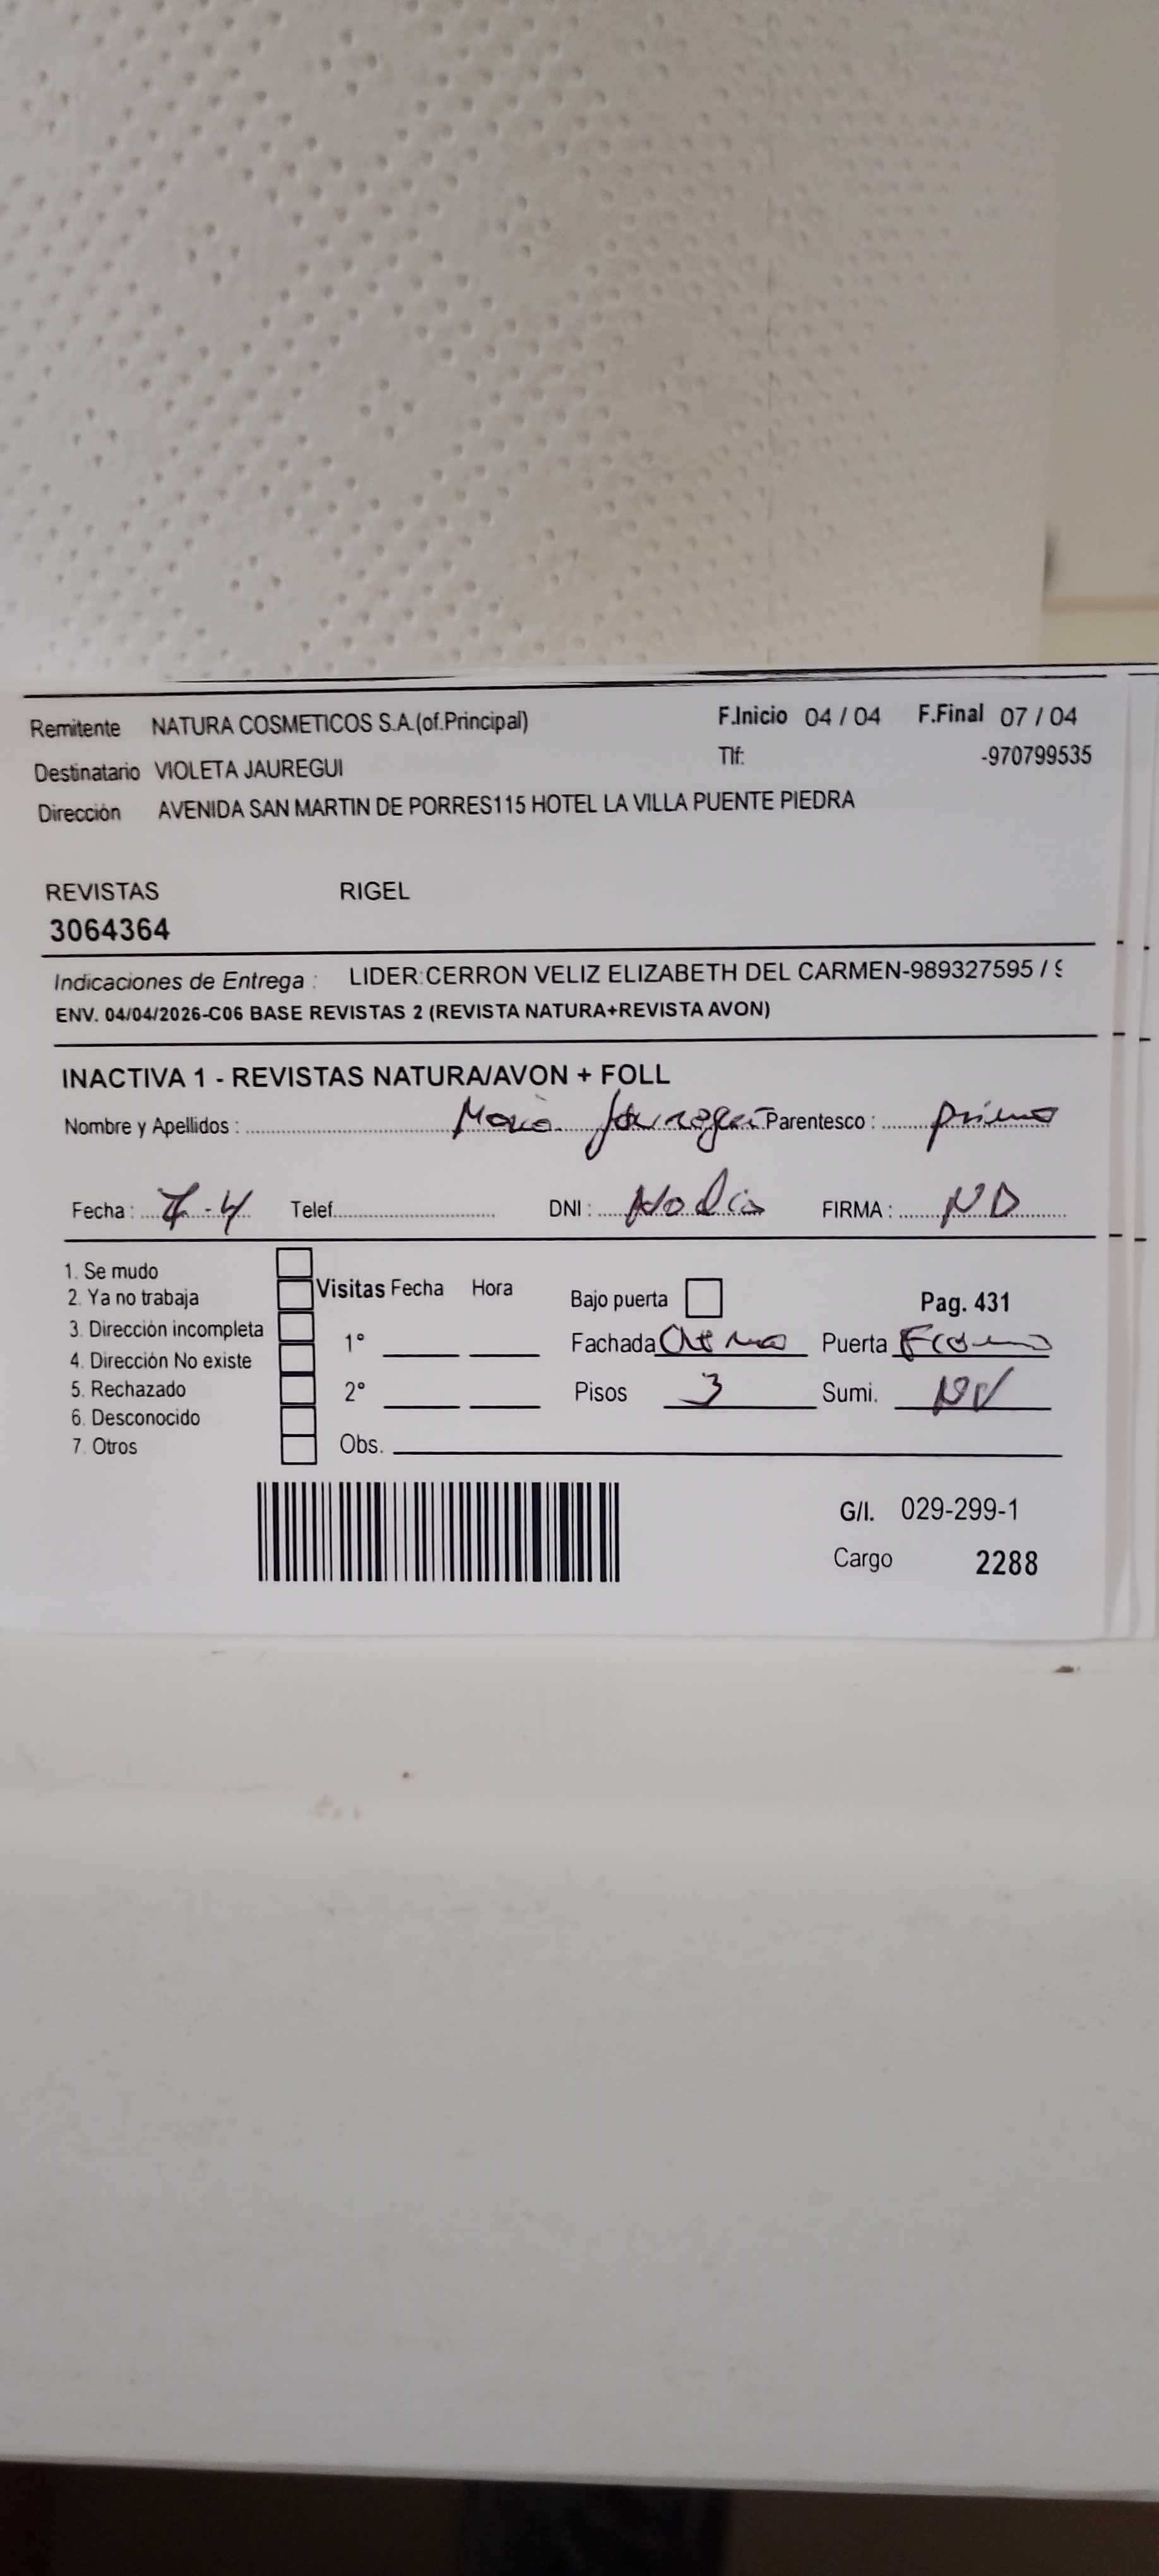 Remitente NATURA COSMETICOS S.A.(of.Principal) F.Inicio 04 / 04 F.Final 07 / 04
Destinatario VIOLETA JAUREGUI Tlf: -970799535
Dirección AVENIDA SAN MARTIN DE PORRES115 HOTEL LA VILLA PUENTE PIEDRA
REVISTAS RIGEL
3064364
Indicaciones de Entrega : LIDER:CERRON VELIZ ELIZABETH DEL CARMEN-989327595 /
ENV. 04/04/2026-C06 BASE REVISTAS 2 (REVISTA NATURA+REVISTA AVON)
INACTIVA 1 - REVISTAS NATURA/AVON + FOLL
Nombre y Apellidos : Jauregui Parentesco :
Fecha : 7-4 Telef. DNI : No dio FIRMA : ND
1. Se mudo
2. Ya no trabaja
3. Dirección incompleta
4. Dirección No existe
5. Rechazado
6. Desconocido
7. Otros
Visitas Fecha Hora
1°
2°
Obs.
Bajo puerta Pag. 431
Fachada Puerta
Pisos 3 Sumi. NV
G/I. 029-299-1
Cargo 2288